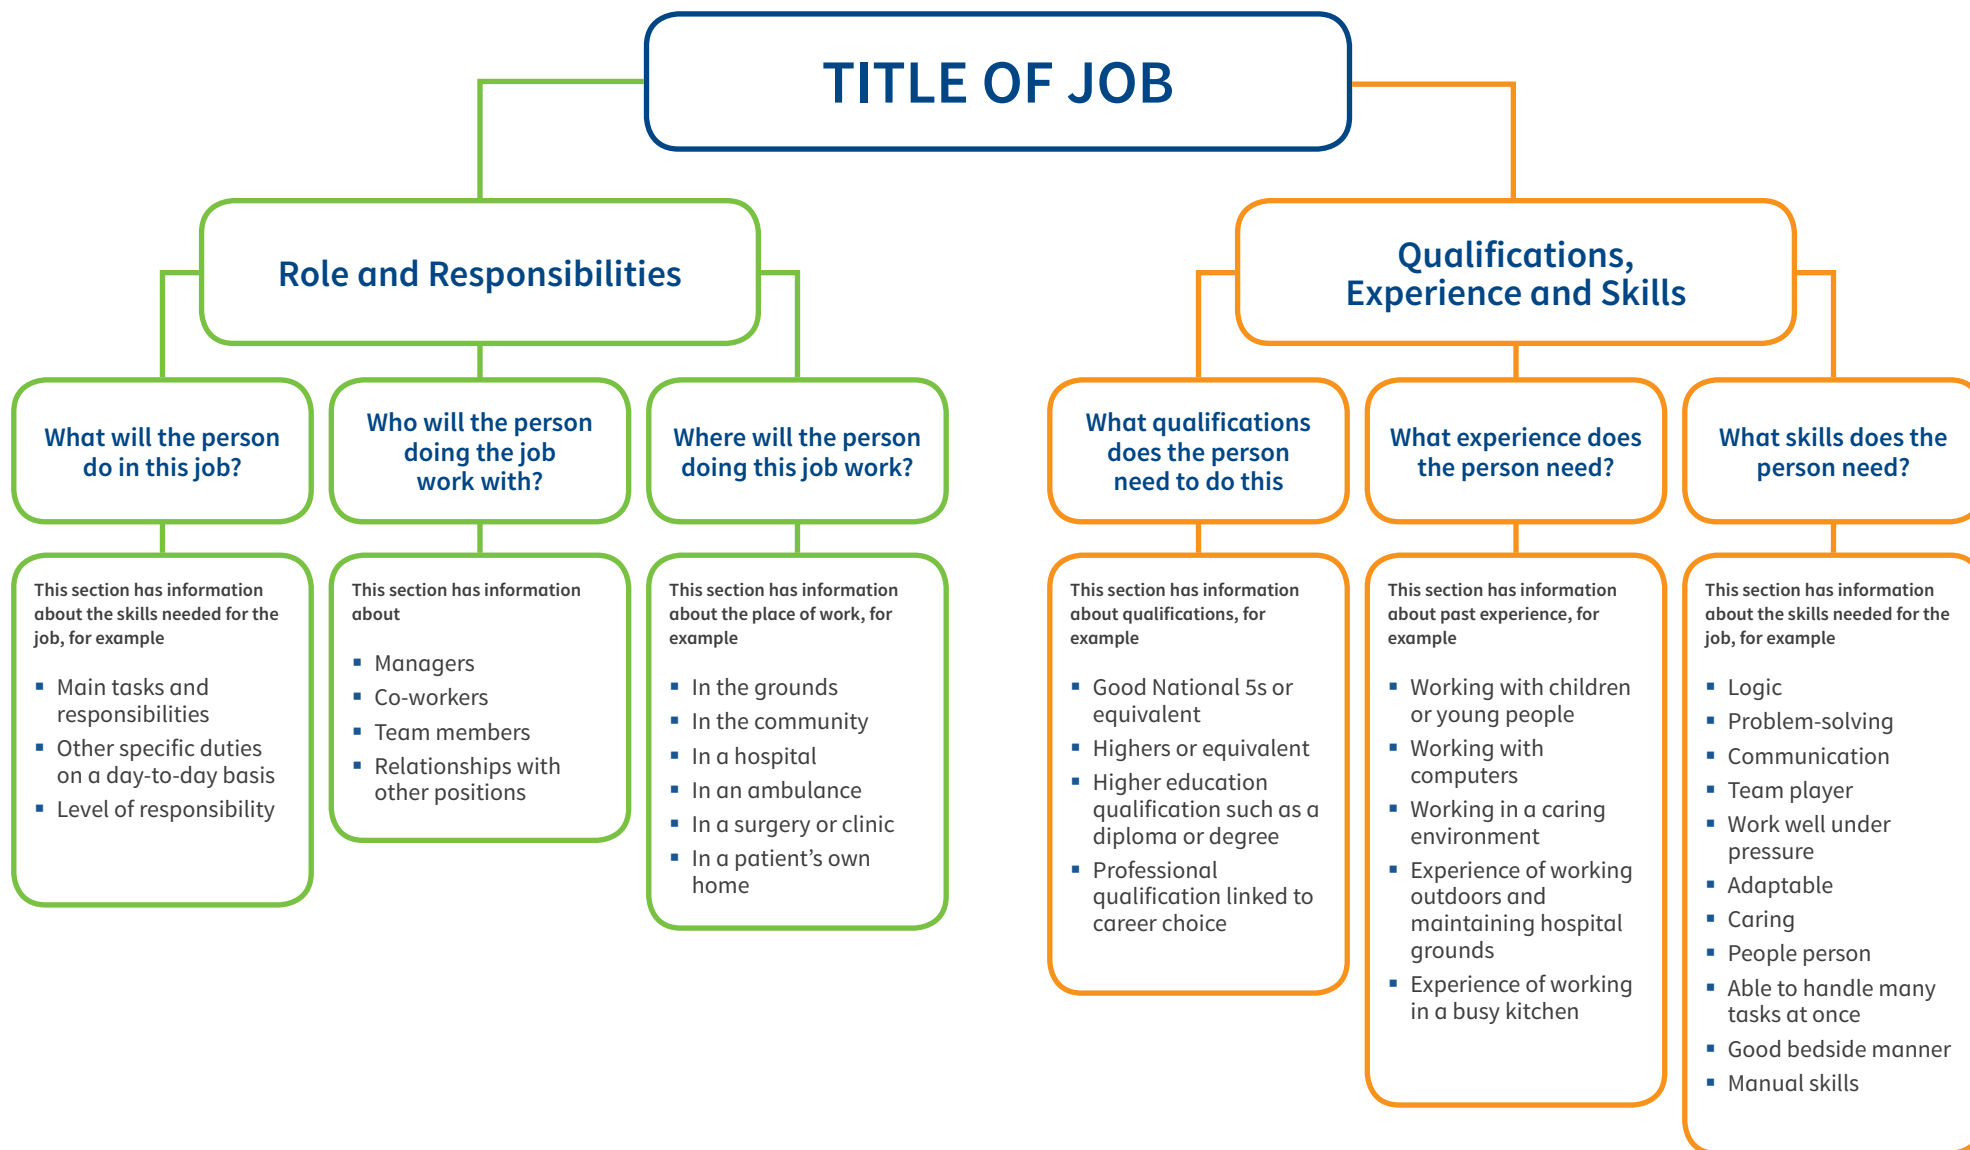 TITLE OF JOB
Role and Responsibilities
What will the person
do in this job?
This section has information
about the skills needed for the
job, for example
▪ Main tasks and
responsibilities
▪ Other specific duties
on a day-to-day basis
▪ Level of responsibility
Who will the person
doing the job
work with?
This section has information
about
▪ Managers
▪ Co-workers
▪ Team members
▪ Relationships with
other positions
Where will the person
doing this job work?
This section has information
about the place of work, for
example
▪ In the grounds
▪ In the community
▪ In a hospital
▪ In an ambulance
▪ In a surgery or clinic
▪ In a patient’s own
home
Qualifications,
Experience and Skills
What qualifications
does the person
need to do this
This section has information
about qualifications, for
example
▪ Good National 5s or
equivalent
▪ Highers or equivalent
▪ Higher education
qualification such as a
diploma or degree
▪ Professional
qualification linked to
career choice
What experience does
the person need?
This section has information
about past experience, for
example
▪ Working with children
or young people
▪ Working with
computers
▪ Working in a caring
environment
▪ Experience of working
outdoors and
maintaining hospital
grounds
▪ Experience of working
in a busy kitchen
What skills does the
person need?
This section has information
about the skills needed for the
job, for example
▪ Logic
▪ Problem-solving
▪ Communication
▪ Team player
▪ Work well under
pressure
▪ Adaptable
▪ Caring
▪ People person
▪ Able to handle many
tasks at once
▪ Good bedside manner
▪ Manual skills